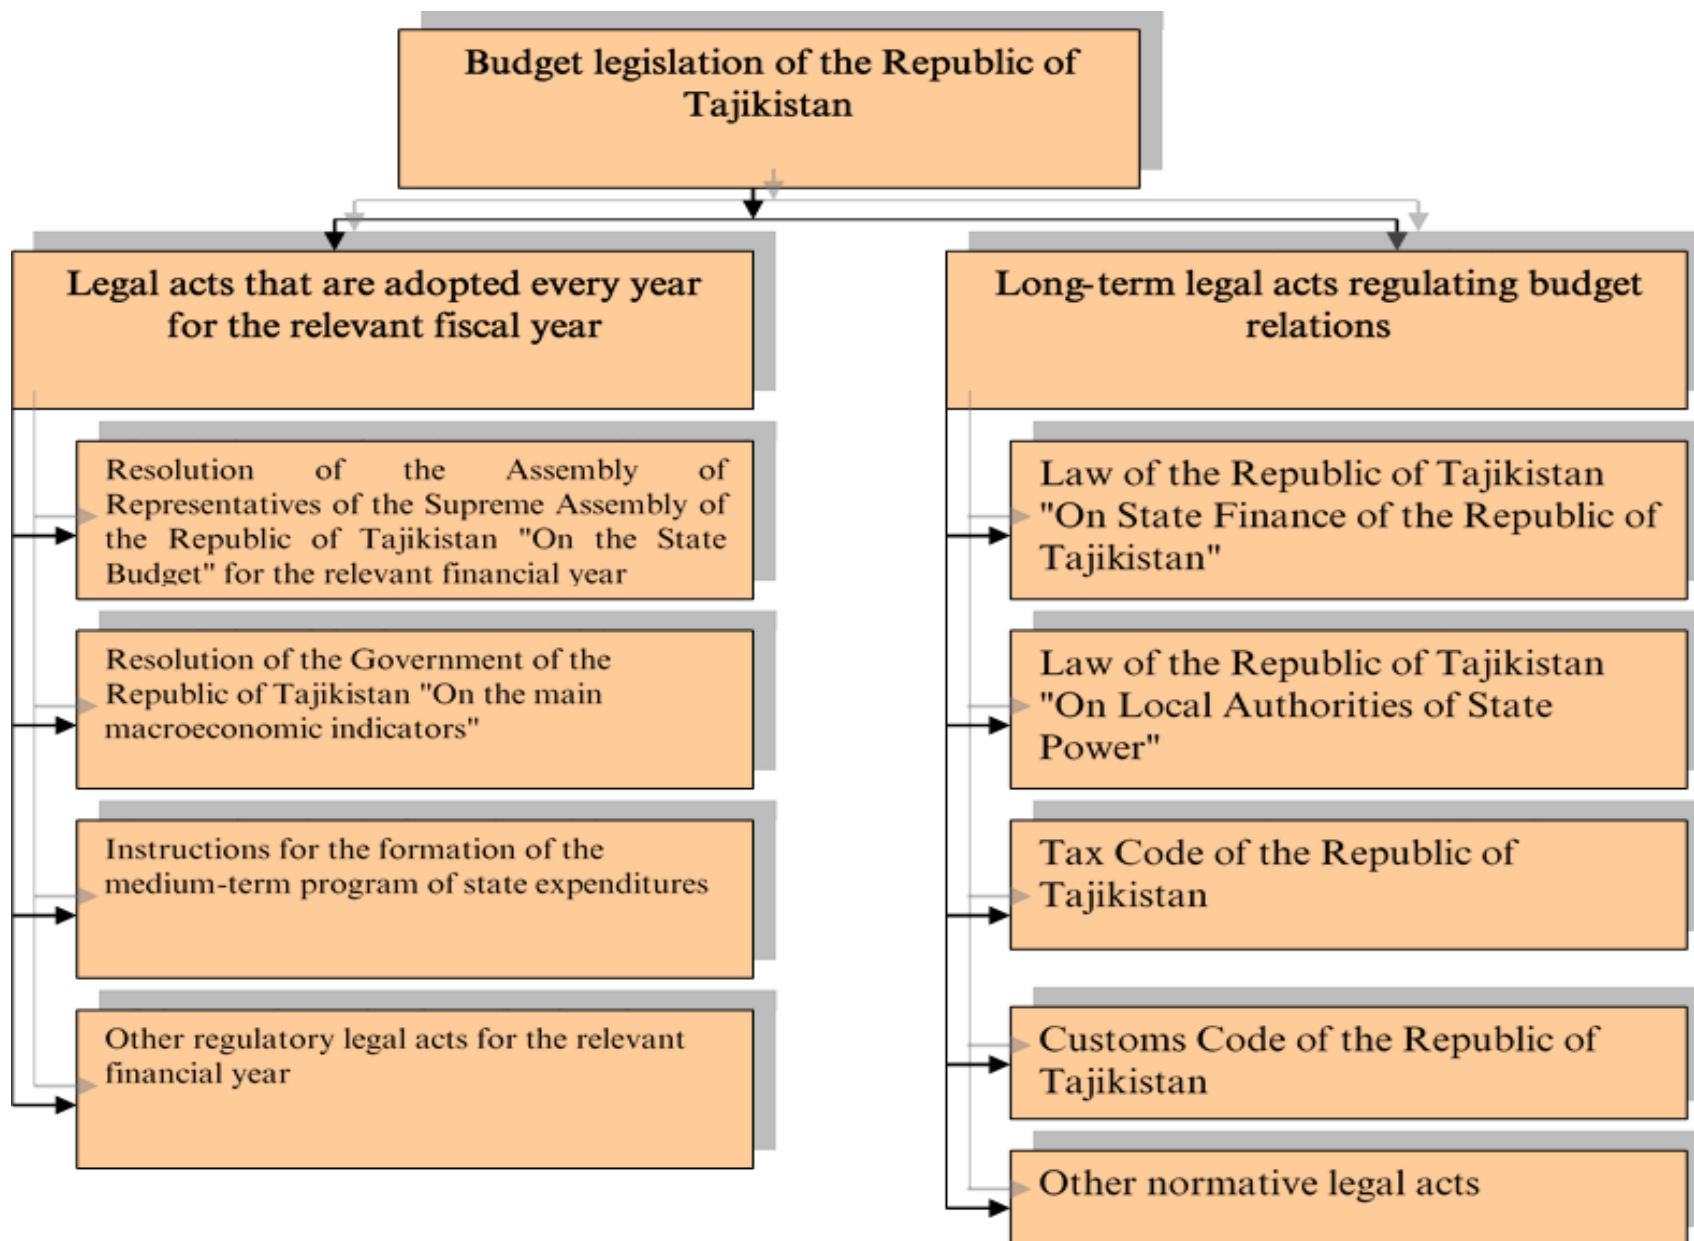 Budget legislation of the Republic of
Tajikistan
Legal acts that are adopted every year
for the relevant fiscal year
Resolution of the Assembly of
Representatives of the Supreme Assembly of
the Republic of Tajikistan "On the State
Budget" for the relevant financial year
Resolution of the Government of the
Republic of Tajikistan "On the main
macroeconomic indicators"
Instructions for the formation of the
medium-term program of state expenditures
Other regulatory legal acts for the relevant
financial year
Long-term legal acts regulating budget
relations
Law of the Republic of Tajikistan
"On State Finance of the Republic of
Tajikistan"
Law of the Republic of Tajikistan
"On Local Authorities of State
Power"
Tax Code of the Republic of
Tajikistan
Customs Code of the Republic of
Tajikistan
Other normative legal acts